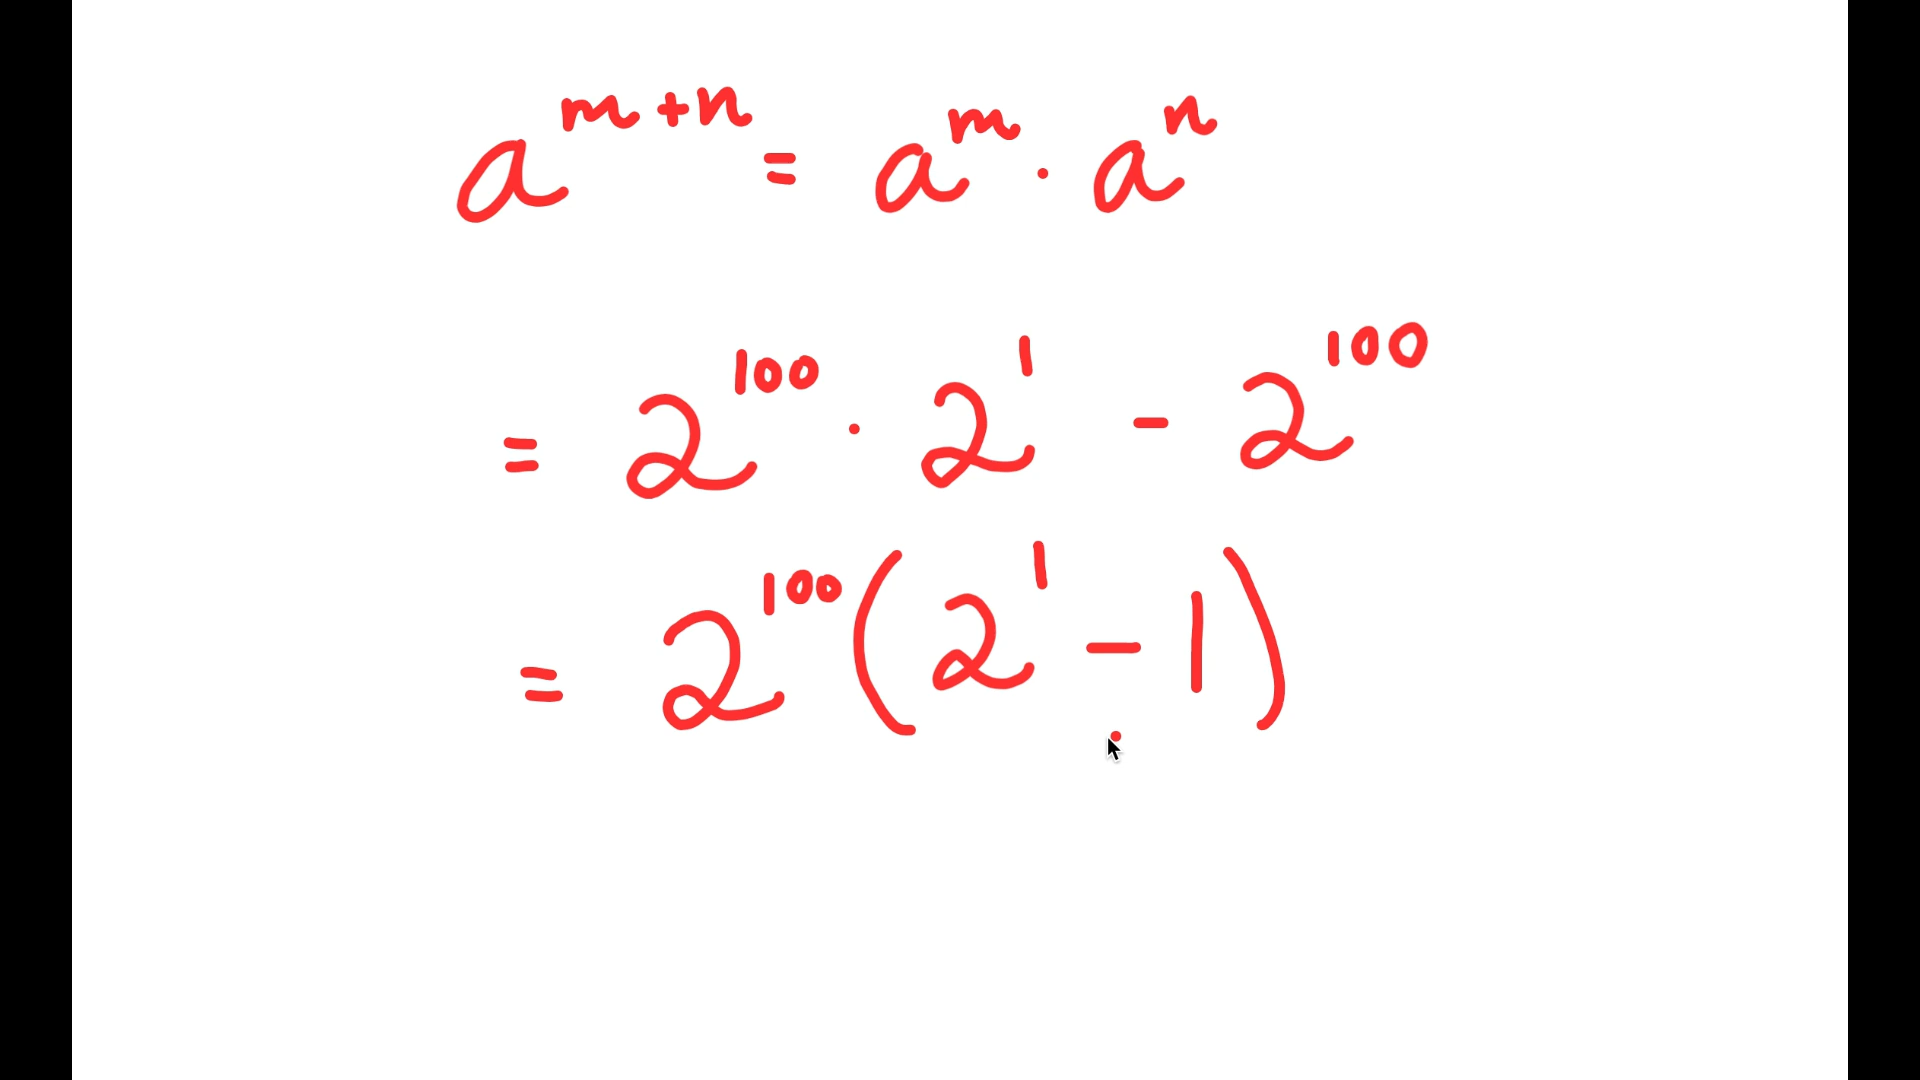 a^{m+n} = a^m · a^n
= 2^{100} · 2^1 - 2^{100}
= 2^{100} (2^1 - 1)